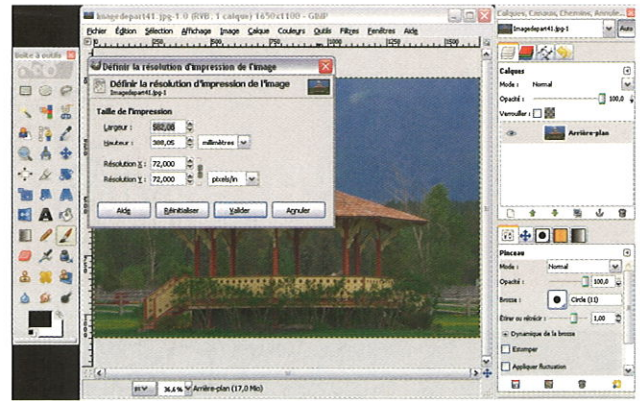 Imagedepart41.jpg-1.0 (RVB, 1 calque) 1650x1100 - GIMP
Fichier Édition Sélection Affichage Image Calque Couleurs Outils Filtres Fenêtres Aide
Boîte à outils
Définir la résolution d'impression de l'image
Définir la résolution d'impression de l'image
Imagedepart41.jpg-1
Taille de l'impression
Largeur : 582,08
Hauteur : 388,05 millimètres
Résolution X : 72,000
Résolution Y : 72,000 pixels/in
Aide Réinitialiser Valider Annuler
36,6% Arrière-plan (17,0 Mio)
Calques, Canaux, Chemins, Annule...
Imagedepart41.jpg-1 Auto
Calques
Mode : Normal
Opacité : 100,0
Verrouiller :
Arrière-plan
Pinceau
Mode : Normal
Opacité : 100,0
Brosse : Circle (11)
Étirer ou rétrécir : 1,00
Dynamique de la brosse
Estomper
Appliquer fluctuation